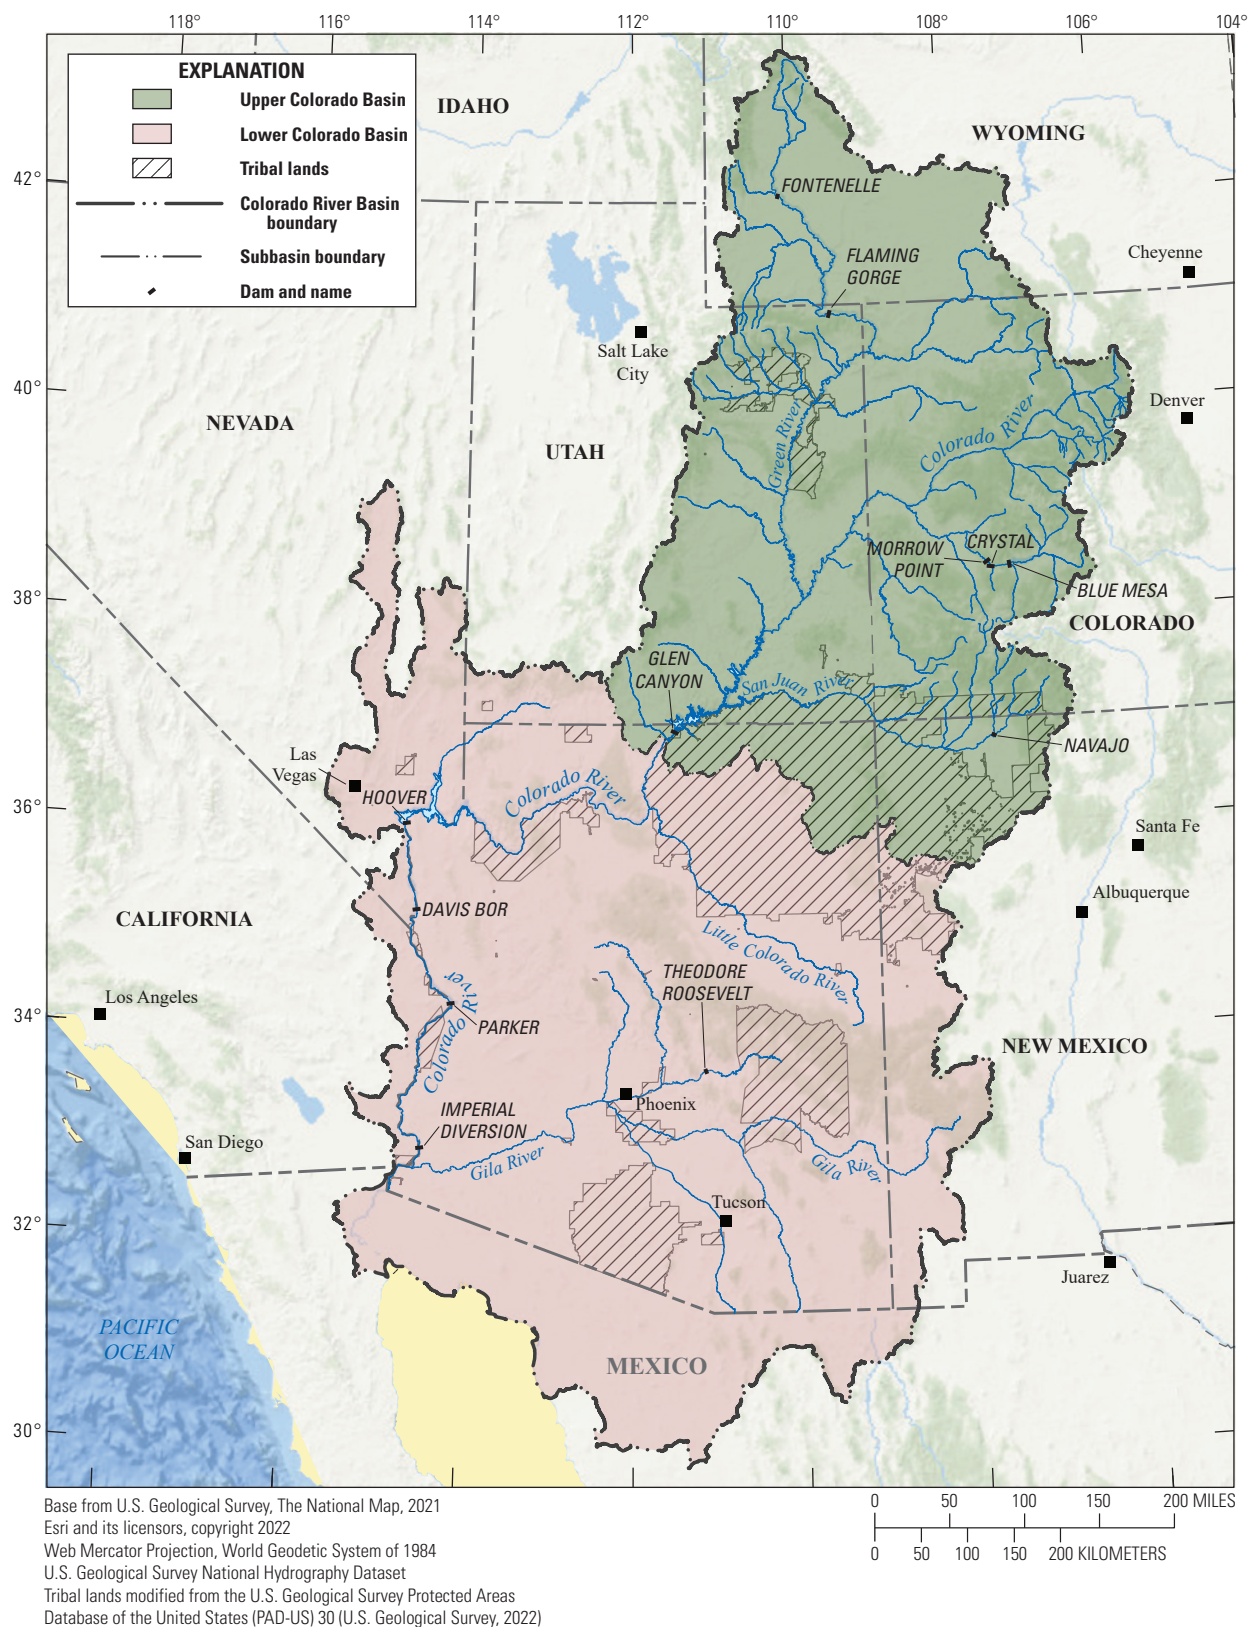 118° 116° 114° 112° 110° 108° 106° 104°
EXPLANATION
Upper Colorado Basin
Lower Colorado Basin
Tribal lands
Colorado River Basin
boundary
Subbasin boundary
Dam and name
IDAHO
WYOMING
42°
FONTENELLE
FLAMING
GORGE
Cheyenne
Salt Lake
City
40°
Denver
NEVADA
UTAH
Green River
Colorado River
MORROW
POINT
CRYSTAL
BLUE MESA
38°
COLORADO
GLEN
CANYON
San Juan River
NAVAJO
Las
Vegas
HOOVER
Colorado River
36°
Santa Fe
Albuquerque
DAVIS BOR
CALIFORNIA
Little Colorado River
THEODORE
ROOSEVELT
Los Angeles
34°
Colorado River
PARKER
NEW MEXICO
Phoenix
IMPERIAL
DIVERSION
San Diego
Gila River
Gila River
Tucson
32°
Juarez
PACIFIC
OCEAN
MEXICO
30°
Base from U.S. Geological Survey, The National Map, 2021
Esri and its licensors, copyright 2022
Web Mercator Projection, World Geodetic System of 1984
U.S. Geological Survey National Hydrography Dataset
Tribal lands modified from the U.S. Geological Survey Protected Areas
Database of the United States (PAD-US) 30 (U.S. Geological Survey, 2022)
0 50 100 150 200 MILES
0 50 100 150 200 KILOMETERS